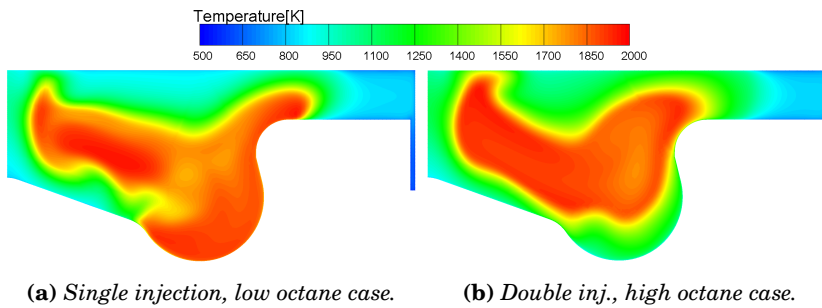 Temperature[K]
500 650 800 950 1100 1250 1400 1550 1700 1850 2000
(a) Single injection, low octane case.
(b) Double inj., high octane case.